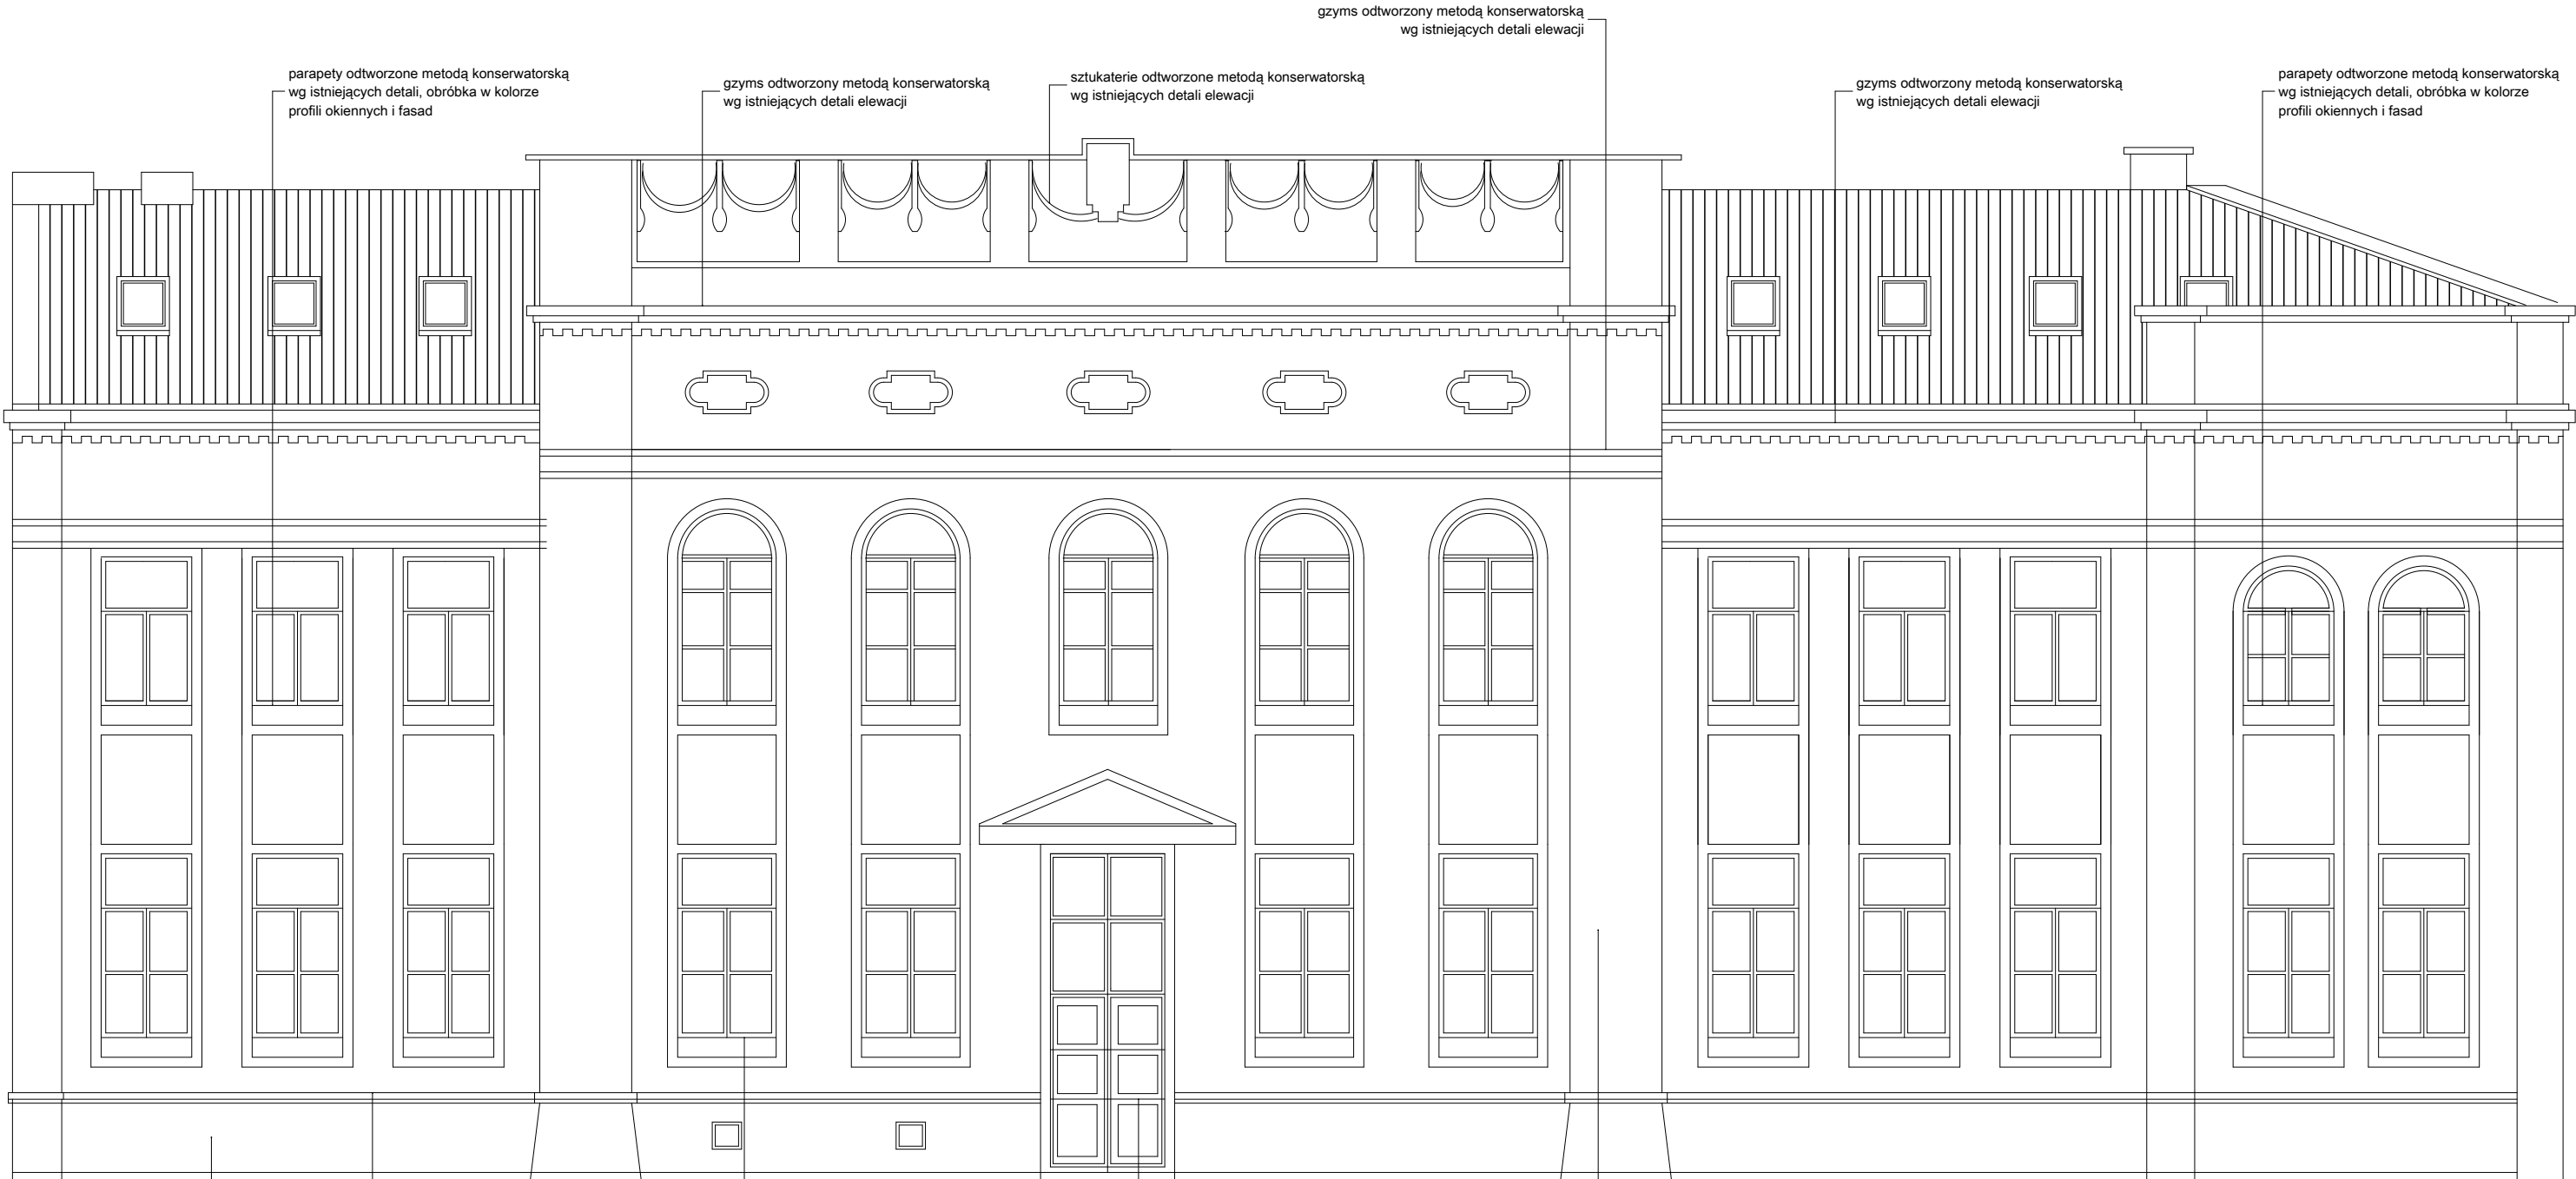 gzyms odtworzony metodą konserwatorską
wg istniejących detali elewacji
parapety odtworzone metodą konserwatorską
wg istniejących detali, obróbka w kolorze
profili okiennych i fasad
gzyms odtworzony metodą konserwatorską
wg istniejących detali elewacji
sztukaterie odtworzone metodą konserwatorską
wg istniejących detali elewacji
gzyms odtworzony metodą konserwatorską
wg istniejących detali elewacji
parapety odtworzone metodą konserwatorską
wg istniejących detali, obróbka w kolorze
profili okiennych i fasad